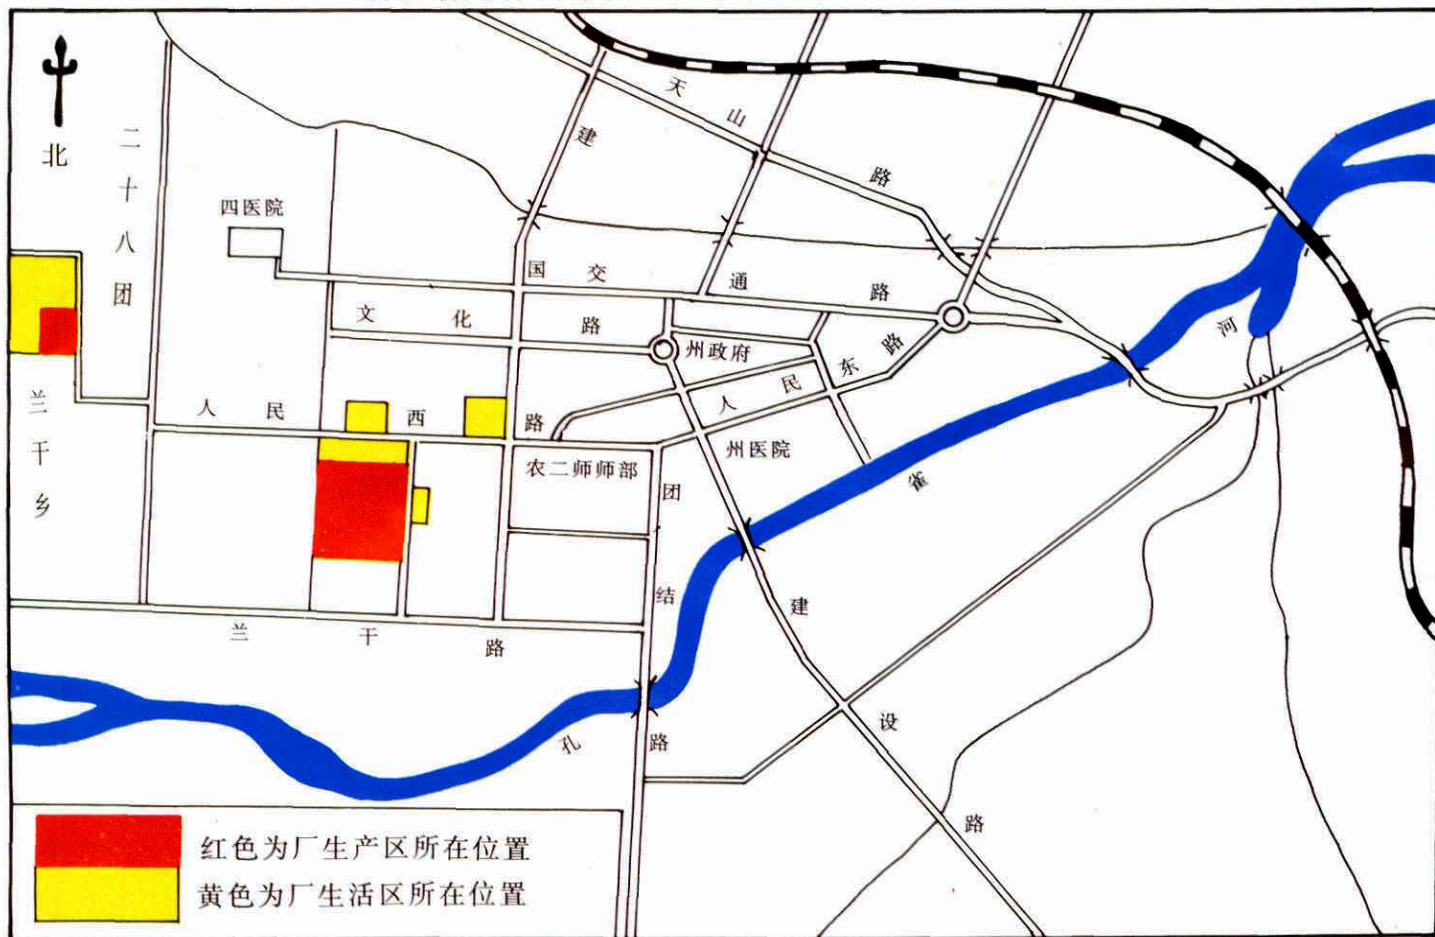 北
二十八团
天山路
建
四医院
国交通路
文化路
州政府
人民东路
人民西路
兰干乡
州医院
农二师师部
团结路
孔雀河
建设路
兰干路
红色为厂生产区所在位置
黄色为厂生活区所在位置